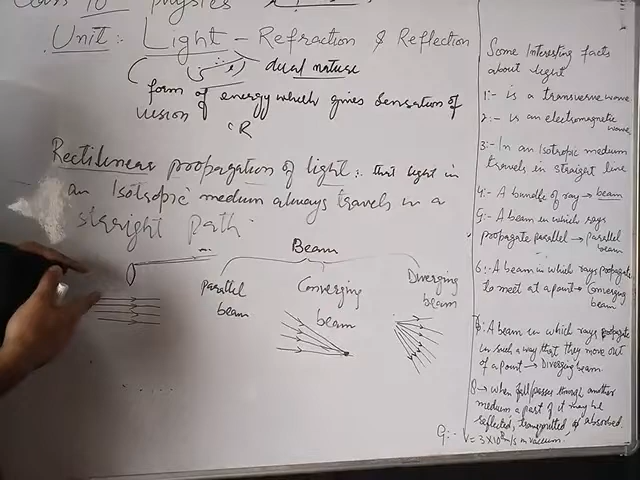 Class 10 Physics
Unit:- Light - Refraction & Reflection
dual nature
form of energy which gives sensation of
vision of
Rectilinear propagation of light:- that light in
an Isotropic medium always travels in a
straight Path.
Beam
Parallel
beam
Converging
beam
Diverging
beam
Some Interesting facts
about light
1:- is a transverse wave
2:- is an electromagnetic
wave
3:- In an Isotropic medium
travels in straight line
4:- A bundle of ray → beam
5:- A beam in which rays
propagate parallel → parallel
beam
6:- A beam in which rays propagate
to meet at a point → Converging
beam
7:- A beam in which rays propagate
in such a way that they move out
of a point → Diverging beam
8 → when fall/passes through another
medium a part of it may be
reflected, transmitted, or absorbed.
9:- V = 3×10⁸ m/s in vacuum